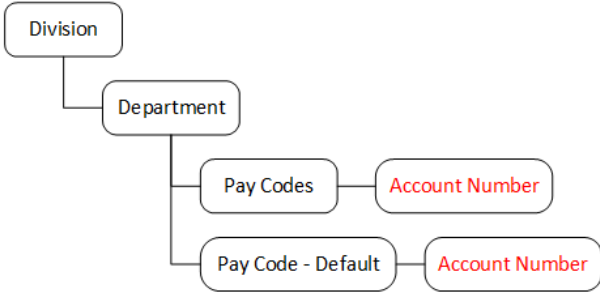 Division
Department
Pay Codes
Account Number
Pay Code - Default
Account Number